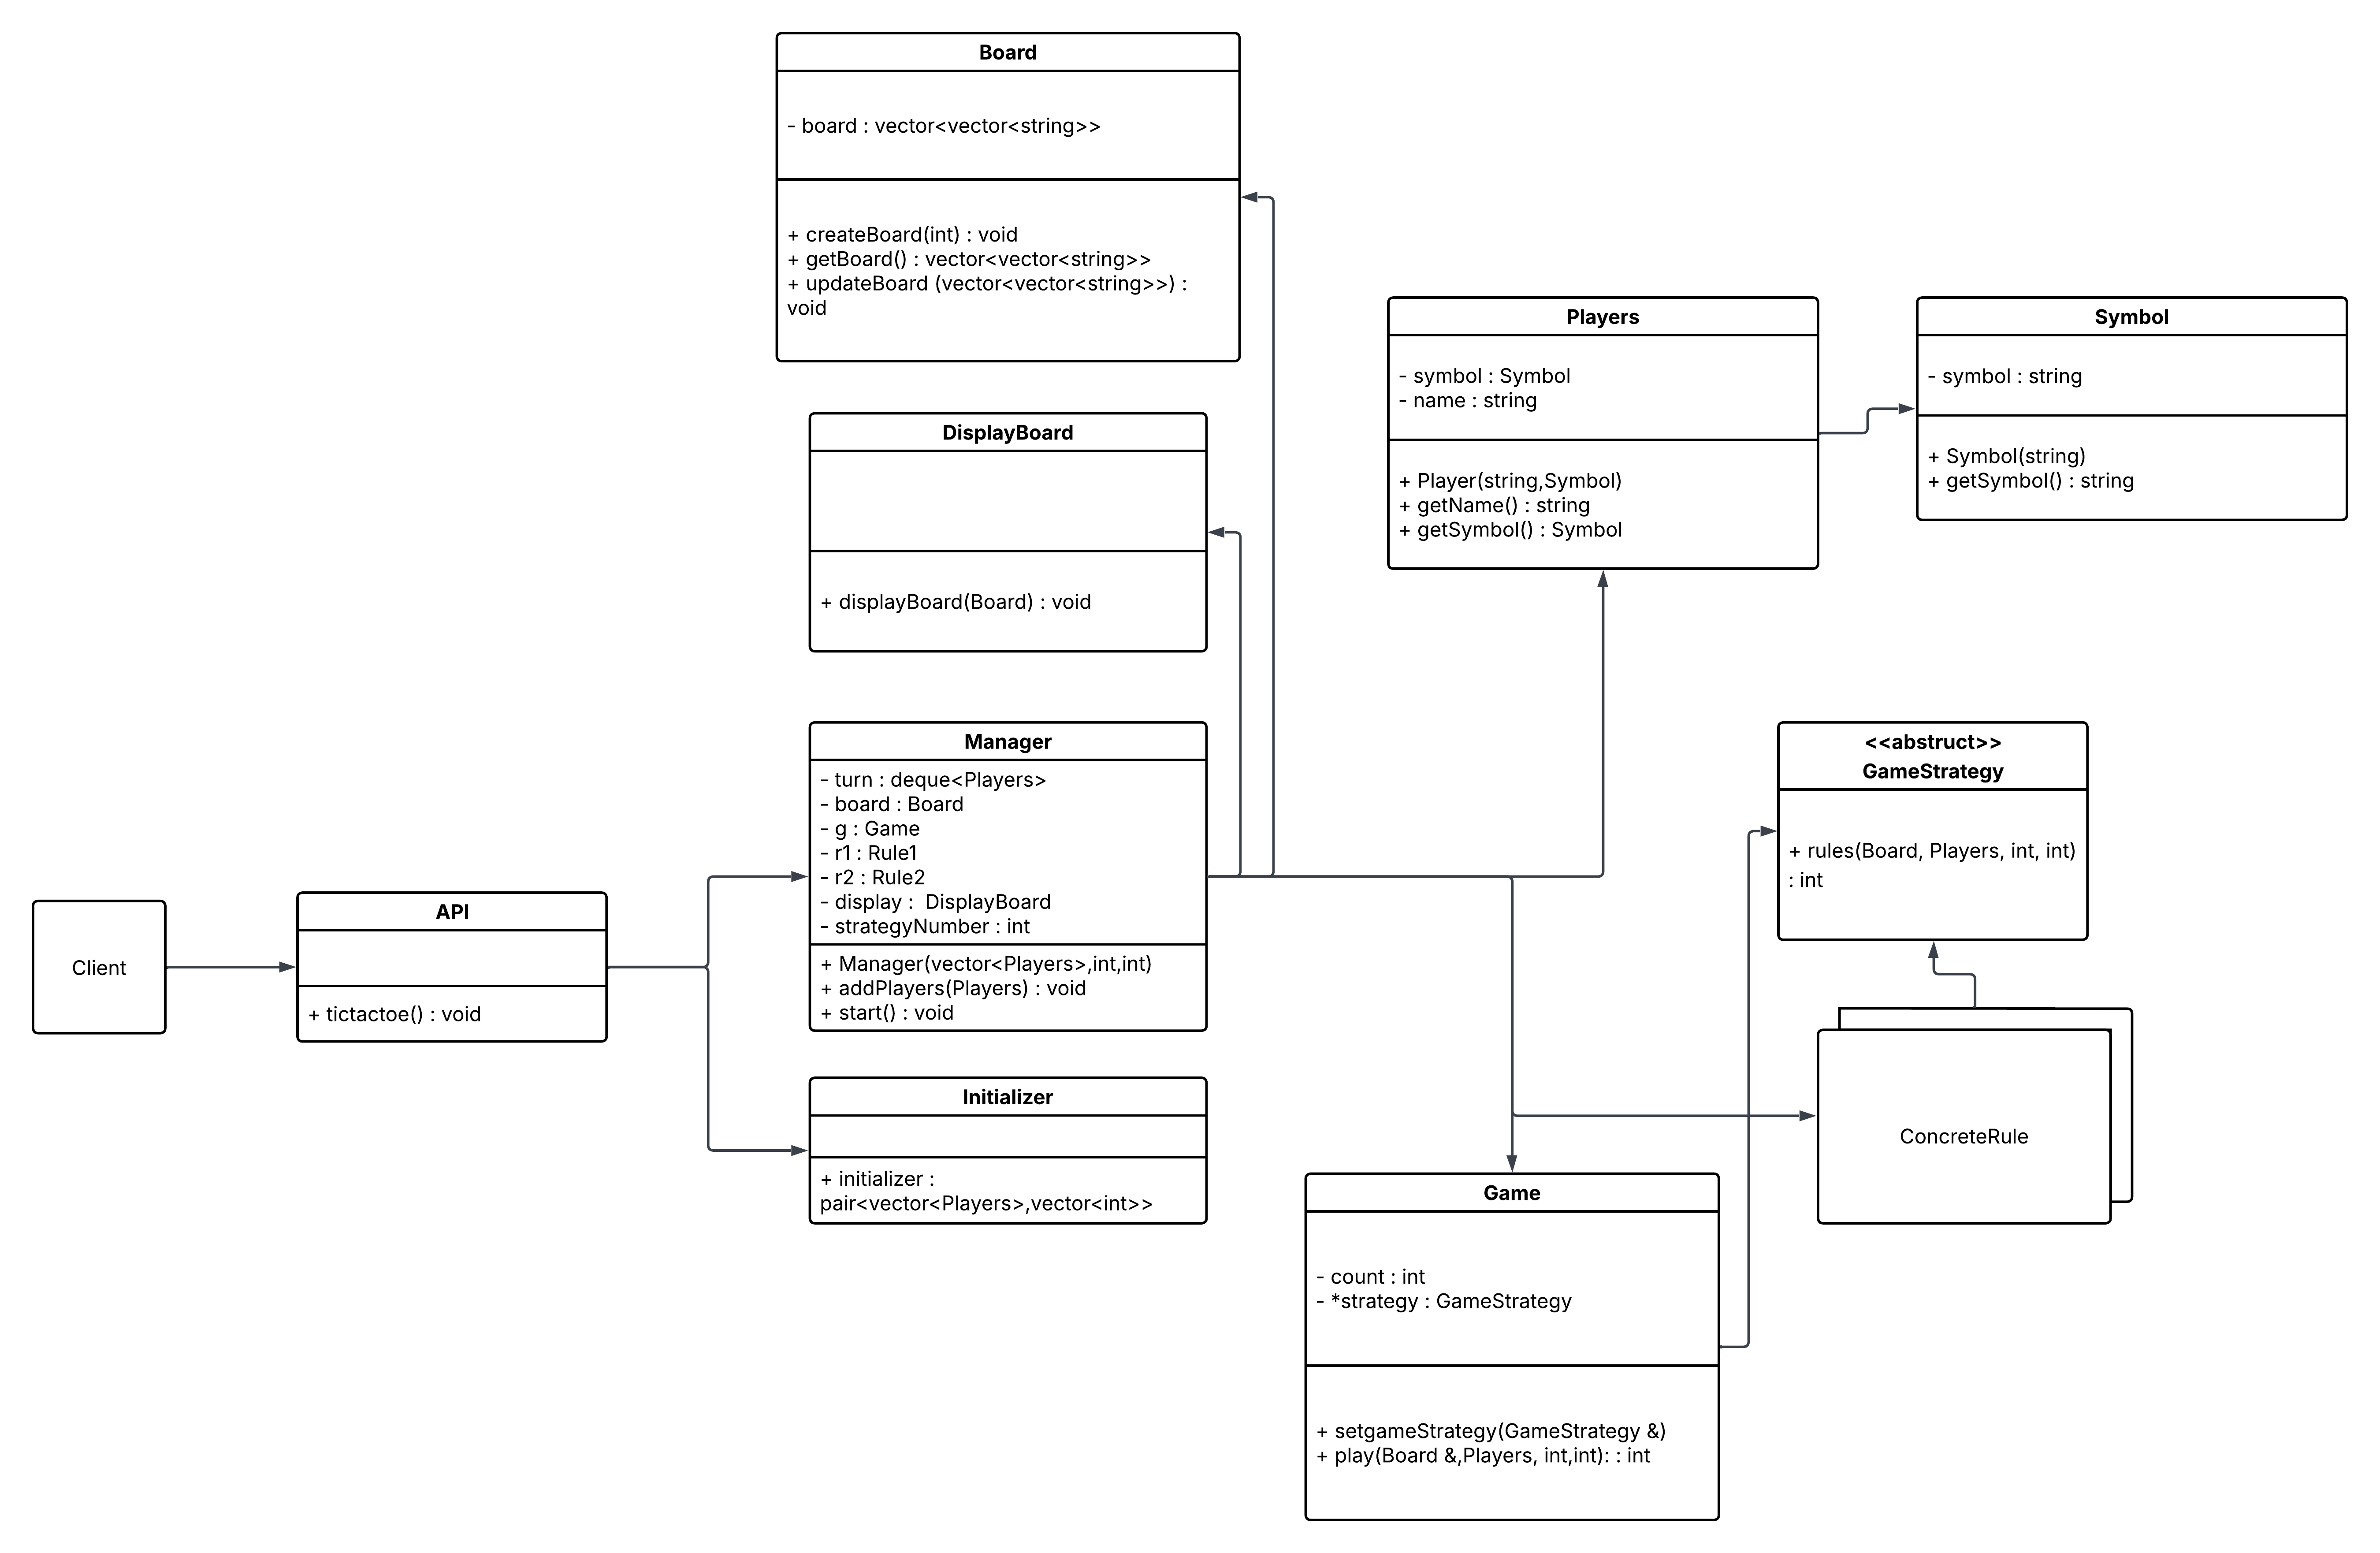 Board
- board : vector<vector<string>>
+ createBoard(int) : void
+ getBoard() : vector<vector<string>>
+ updateBoard (vector<vector<string>>) :
void
Players
- symbol : Symbol
- name : string
+ Player(string,Symbol)
+ getName() : string
+ getSymbol() : Symbol
Symbol
- symbol : string
+ Symbol(string)
+ getSymbol() : string
DisplayBoard
+ displayBoard(Board) : void
Manager
- turn : deque<Players>
- board : Board
- g : Game
- r1 : Rule1
- r2 : Rule2
- display :  DisplayBoard
- strategyNumber : int
+ Manager(vector<Players>,int,int)
+ addPlayers(Players) : void
+ start() : void
<<abstruct>>
GameStrategy
+ rules(Board, Players, int, int)
: int
Client
API
+ tictactoe() : void
Initializer
+ initializer :
pair<vector<Players>,vector<int>>
ConcreteRule
Game
- count : int
- *strategy : GameStrategy
+ setgameStrategy(GameStrategy &)
+ play(Board &,Players, int,int): : int